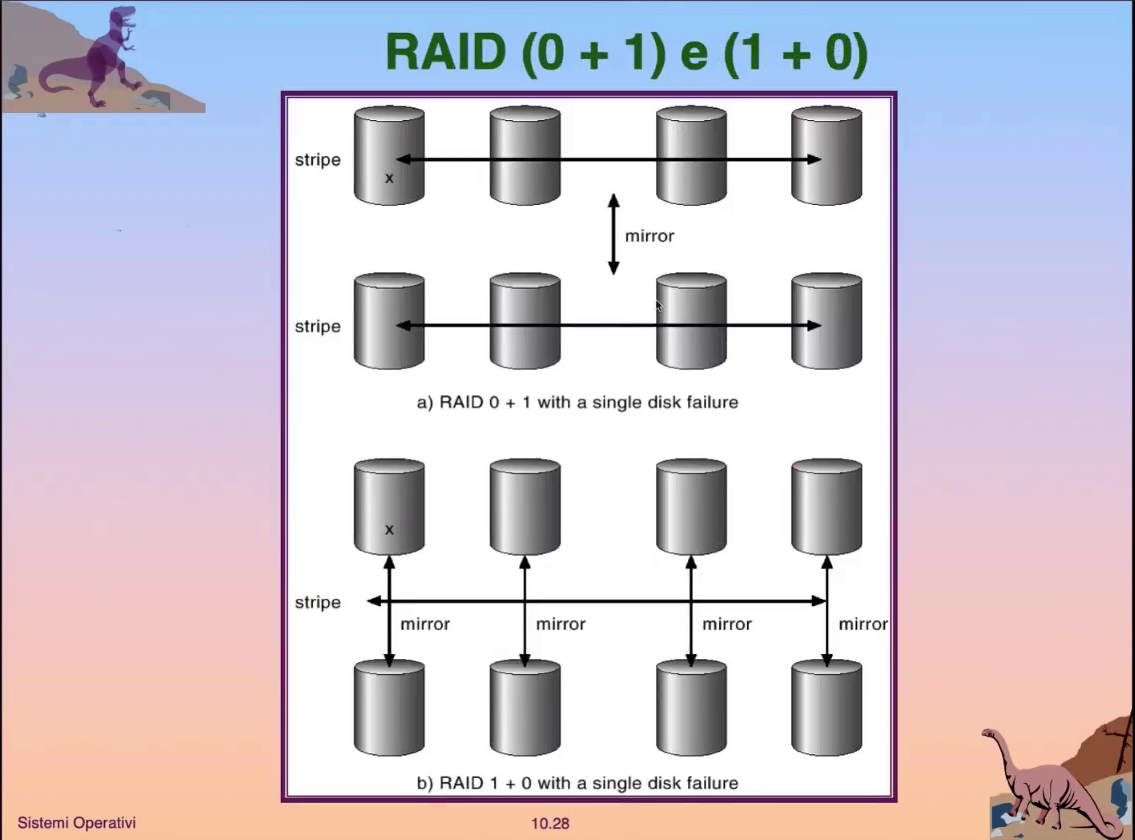 RAID (0 + 1) e (1 + 0)
stripe
x
mirror
stripe
a) RAID 0 + 1 with a single disk failure
x
stripe
mirror mirror mirror mirror
b) RAID 1 + 0 with a single disk failure
Sistemi Operativi 10.28